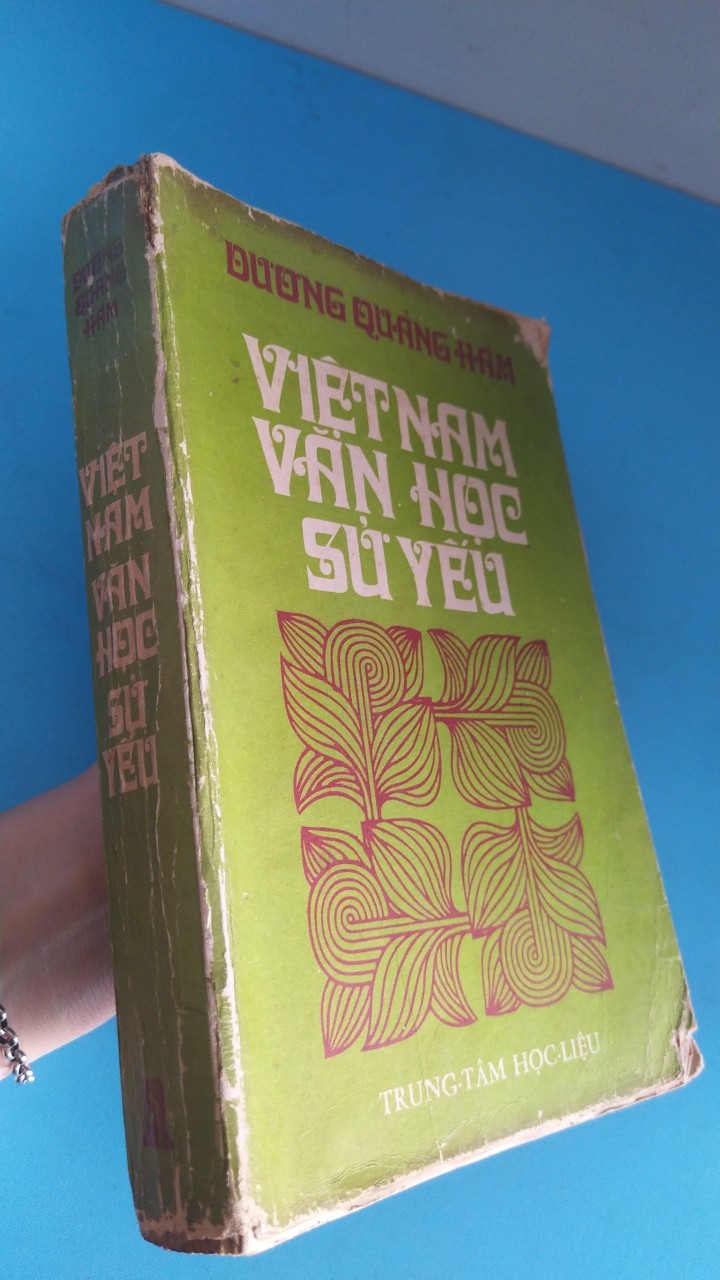 DƯƠNG QUẢNG HÀM
VIỆT NAM
VĂN HỌC
SỬ YẾU
TRUNG·TÂM HỌC·LIỆU
DƯƠNG
QUẢNG
HÀM
VIỆT
NAM
VĂN
HỌC
SỬ
YẾU